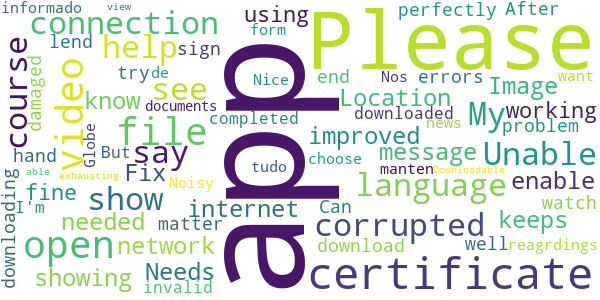 informado
view
connection
using
form
sign
lend
try
de
help
see
know
documents
video
course
damaged
But
Globe
hand
exhausting
file
say
Fix
able
downloading
fine
I'm
show
needed
internet
matter
open
network
showing
Needs
invalid
completed
Nice
tudo
Noisy
app
Please
perfectly
After
end
Nos
errors
want
Image
Location
downloaded
My
working
news
problem
improved
choose
message
manten
Unable
Downloadable
enable
language
Can
corrupted
keeps
watch
download
well
reagrdings
certificate